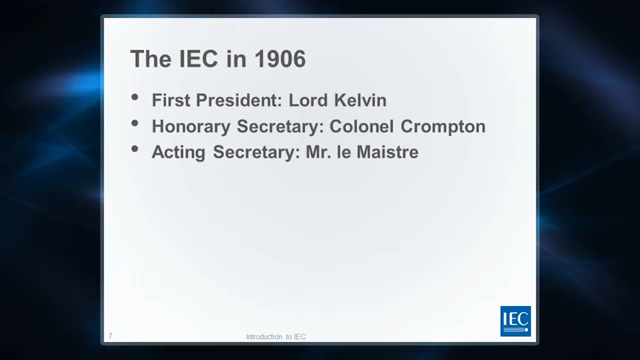 The IEC in 1906
• First President: Lord Kelvin
• Honorary Secretary: Colonel Crompton
• Acting Secretary: Mr. le Maistre
7
Introduction to IEC
IEC